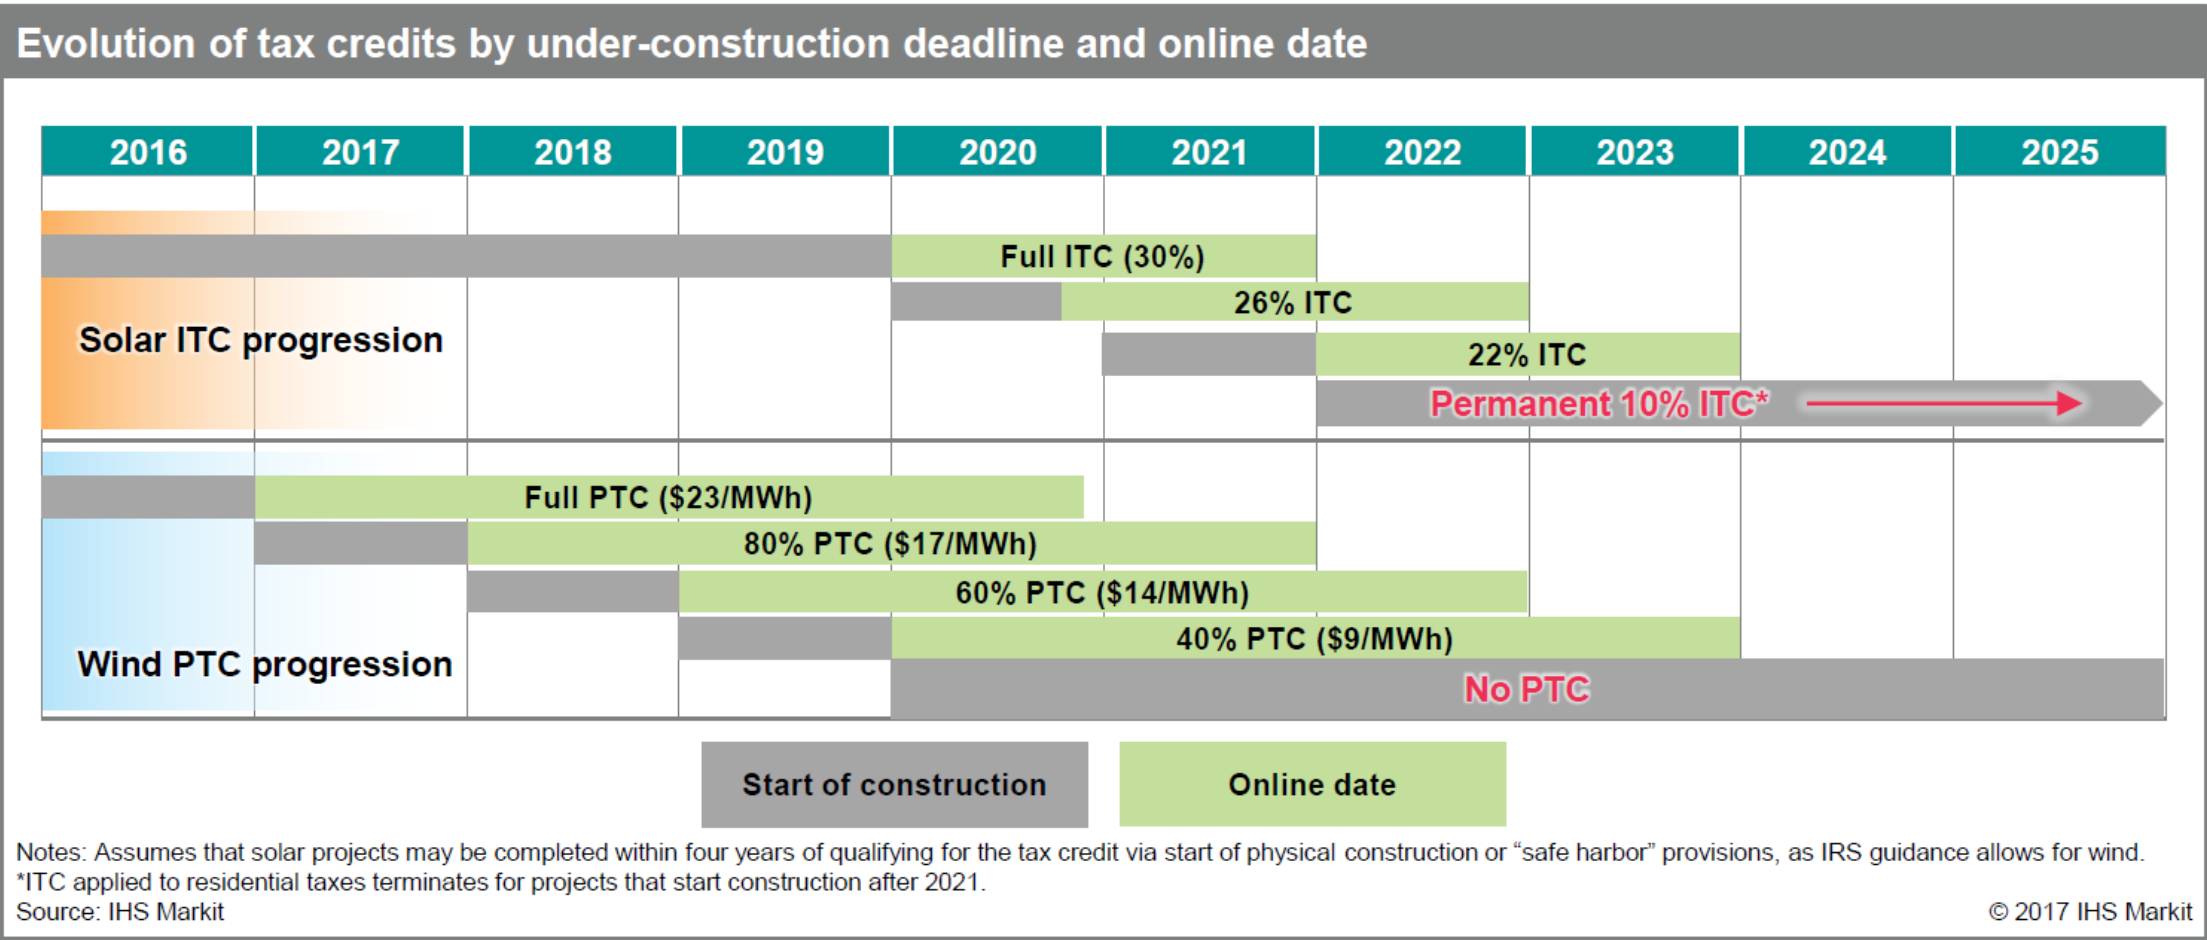 Evolution of tax credits by under-construction deadline and online date
2016 2017 2018 2019 2020 2021 2022 2023 2024 2025
Full ITC (30%)
26% ITC
Solar ITC progression
22% ITC
Permanent 10% ITC*
Full PTC ($23/MWh)
80% PTC ($17/MWh)
60% PTC ($14/MWh)
40% PTC ($9/MWh)
Wind PTC progression
No PTC
Start of construction
Online date
Notes: Assumes that solar projects may be completed within four years of qualifying for the tax credit via start of physical construction or “safe harbor” provisions, as IRS guidance allows for wind.
*ITC applied to residential taxes terminates for projects that start construction after 2021.
Source: IHS Markit
© 2017 IHS Markit